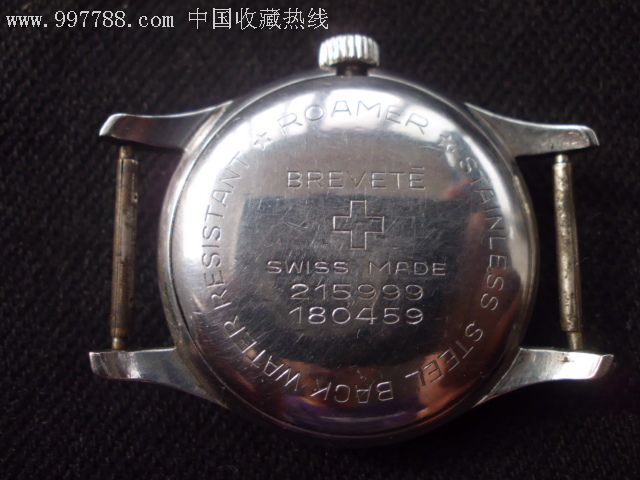 www.997788.com 中国收藏热线
★ ROAMER ★ STAINLESS STEEL BACK WATER RESISTANT
BREVETÉ
SWISS MADE
215999
180459